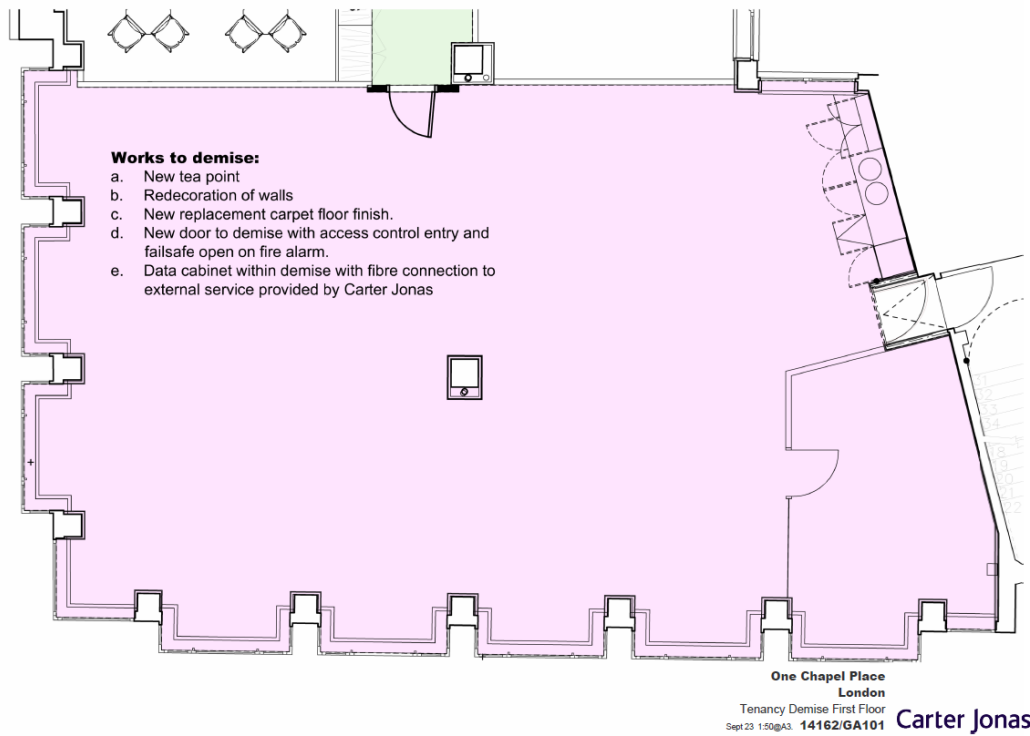 Works to demise:
a. New tea point
b. Redecoration of walls
c. New replacement carpet floor finish.
d. New door to demise with access control entry and
failsafe open on fire alarm.
e. Data cabinet within demise with fibre connection to
external service provided by Carter Jonas
One Chapel Place
London
Tenancy Demise First Floor
Sept 23 1:50@A3. 14162/GA101
Carter Jonas